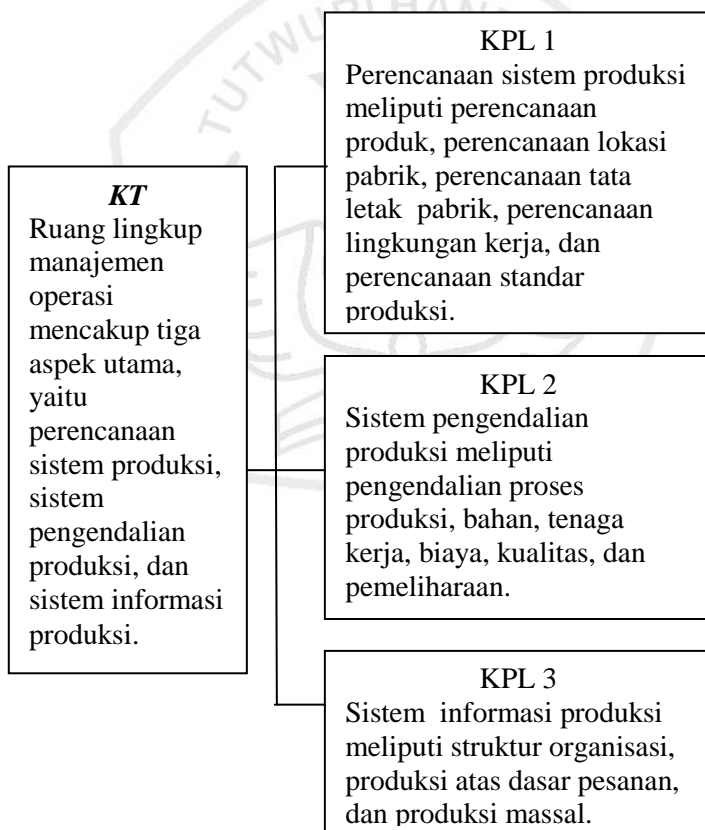 KT
Ruang lingkup
manajemen
operasi
mencakup tiga
aspek utama,
yaitu
perencanaan
sistem produksi,
sistem
pengendalian
produksi, dan
sistem informasi
produksi.
KPL 1
Perencanaan sistem produksi
meliputi perencanaan
produk, perencanaan lokasi
pabrik, perencanaan tata
letak pabrik, perencanaan
lingkungan kerja, dan
perencanaan standar
produksi.
KPL 2
Sistem pengendalian
produksi meliputi
pengendalian proses
produksi, bahan, tenaga
kerja, biaya, kualitas, dan
pemeliharaan.
KPL 3
Sistem informasi produksi
meliputi struktur organisasi,
produksi atas dasar pesanan,
dan produksi massal.
TUTWURI HAN